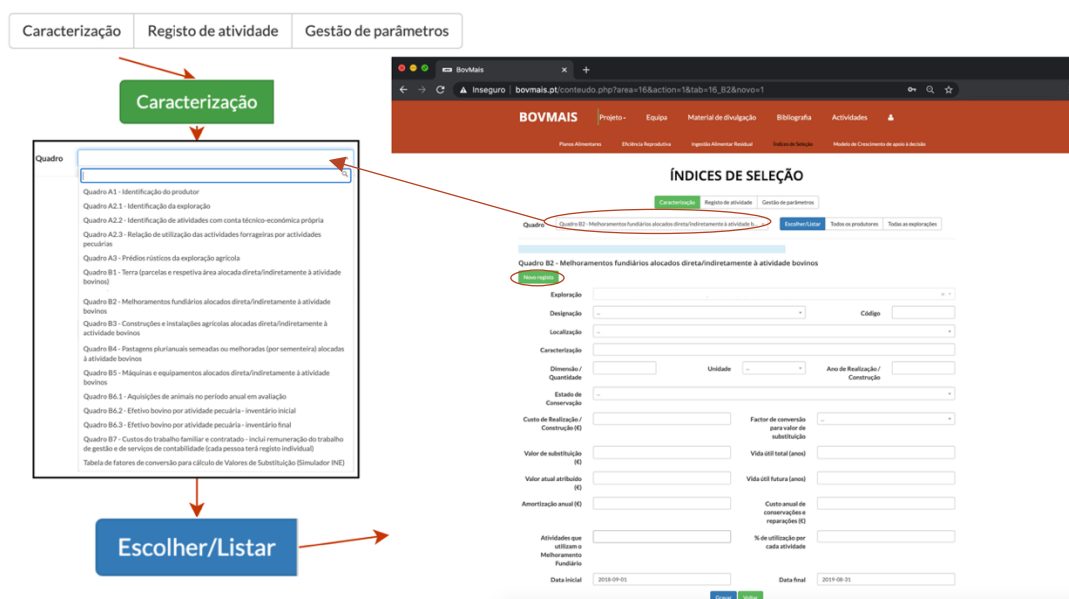 Caracterização Registo de atividade Gestão de parâmetros
Caracterização
Quadro
Quadro A1 - Identificação do produtor
Quadro A2.1 - Identificação da exploração
Quadro A2.2 - Identificação de atividades com conta técnico-económica própria
Quadro A2.3 - Relação de utilização das actividades forrageiras por actividades
pecuárias
Quadro A3 - Prédios rústicos da exploração agrícola
Quadro B1 - Terra (parcelas e respetiva área alocada direta/indiretamente à atividade
bovinos)
Quadro B2 - Melhoramentos fundiários alocados direta/indiretamente à atividade
bovinos
Quadro B3 - Construções e instalações agrícolas alocadas direta/indiretamente à
actividade bovinos
Quadro B4 - Pastagens plurianuais semeadas ou melhoradas (por sementeira) alocadas
à atividade bovinos
Quadro B5 - Máquinas e equipamentos alocados direta/indiretamente à atividade
bovinos
Quadro B6.1 - Aquisições de animais no período anual em avaliação
Quadro B6.2 - Efetivo bovino por atividade pecuária - inventário inicial
Quadro B6.3 - Efetivo bovino por atividade pecuária - inventário final
Quadro B7 - Custos do trabalho familiar e contratado - inclui remuneração do trabalho
de gestão e de serviços de contabilidade (cada pessoa terá registo individual)
Tabela de fatores de conversão para cálculo de Valores de Substituição (Simulador INE)
Escolher/Listar
BovMais
Inseguro | bovmais.pt/conteudo.php?area=16&action=1&tab=16_B2&novo=1
BOVMAIS Projeto Equipa Material de divulgação Bibliografia Actividades
Planos Alimentares Eficiência Reprodutiva Ingestão Alimentar Residual Índices de Seleção Modelo de Crescimento de apoio à decisão
ÍNDICES DE SELEÇÃO
Caracterização Registo de atividade Gestão de parâmetros
Quadro Quadro B2 - Melhoramentos fundiários alocados direta/indiretamente à atividade b... Escolher/Listar Todos os produtores Todas as explorações
Quadro B2 - Melhoramentos fundiários alocados direta/indiretamente à atividade bovinos
Novo registo
Exploração
Designação .. Código
Localização ..
Caracterização
Dimensão / Quantidade Unidade .. Ano de Realização / Construção
Estado de Conservação ..
Custo de Realização / Construção (€) Factor de conversão para valor de substituição ..
Valor de substituição (€) Vida útil total (anos)
Valor atual atribuído (€) Vida útil futura (anos)
Amortização anual (€) Custo anual de conservações e reparações (€)
Atividades que utilizam o Melhoramento Fundiário % de utilização por cada atividade
Data inicial 2018-09-01 Data final 2019-08-31
Gravar Voltar